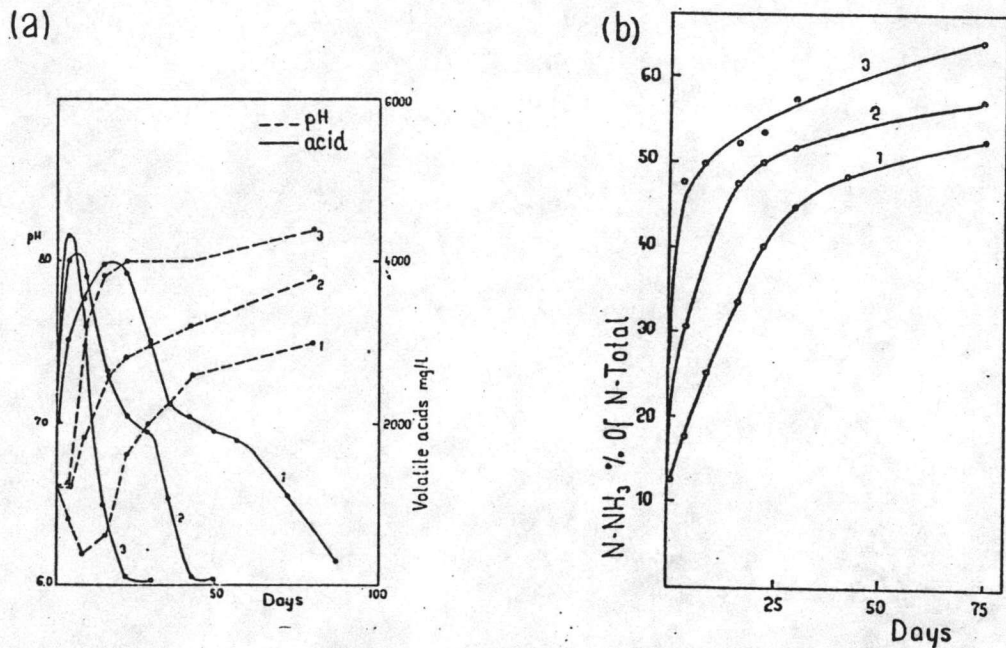 (a)
6000
--- pH
— acid
pH
8.0
4000
7.0
2000
6.0
3
2
1
1
2
3
Volatile acids mg/l
50
100
Days
(b)
60
50
40
30
20
10
3
2
1
N-NH₃ % Of N-Total
25
50
75
Days